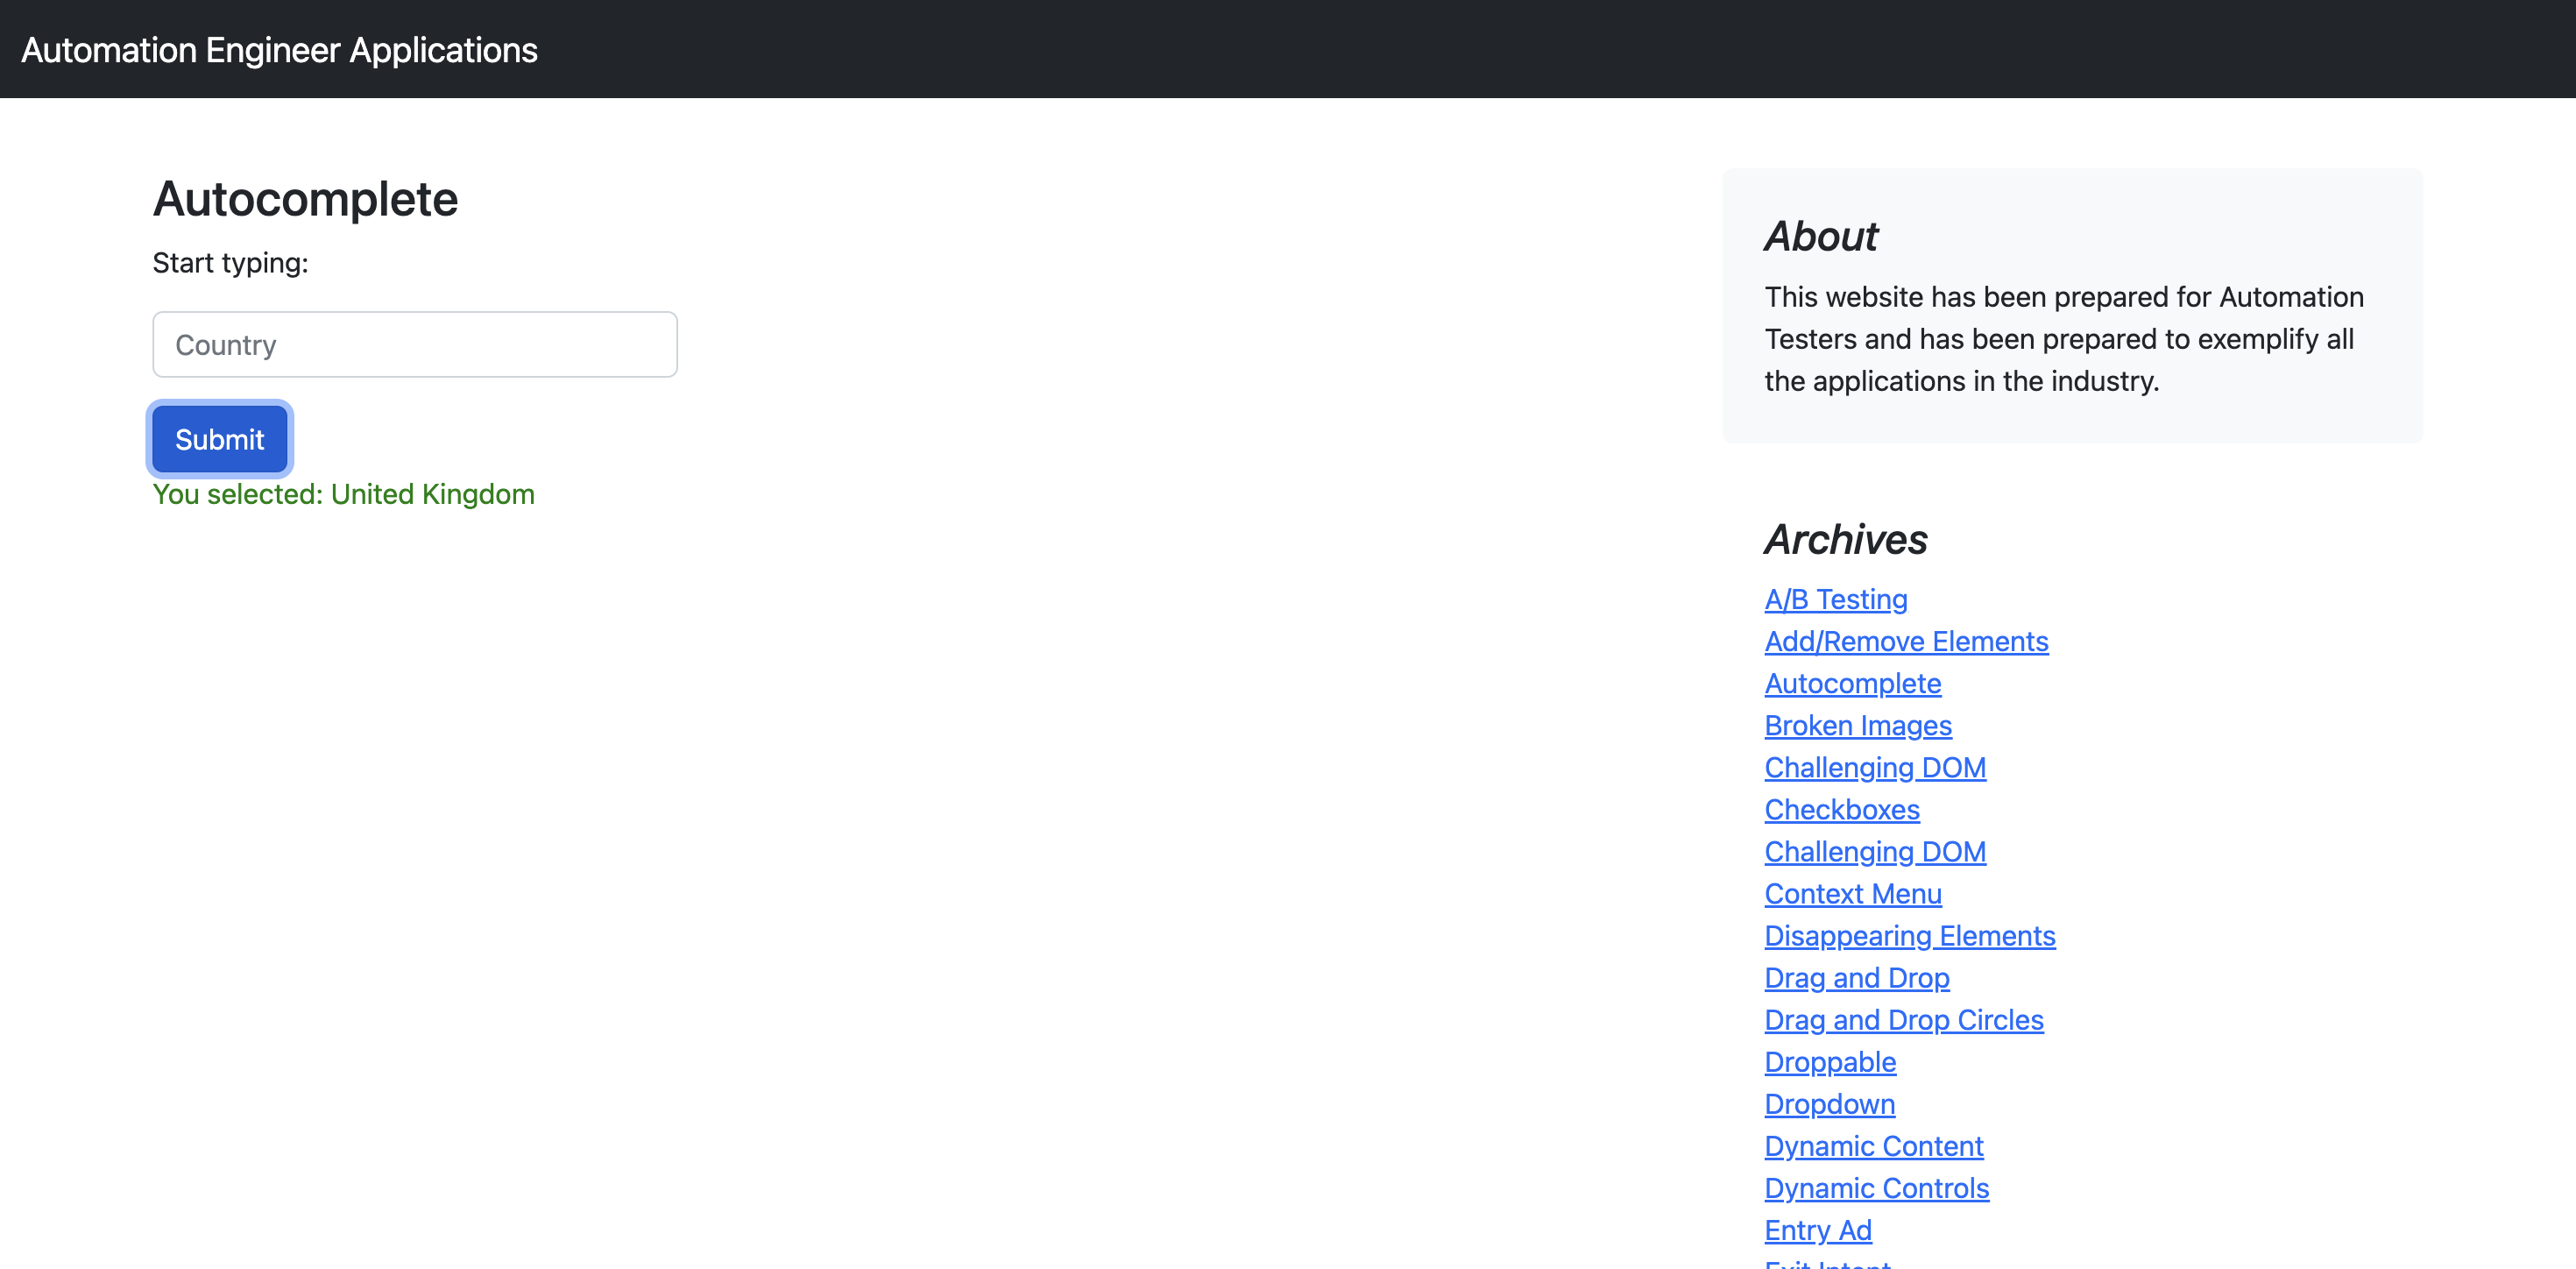 Automation Engineer Applications
Autocomplete
Start typing:
Country
Submit
You selected: United Kingdom
About
This website has been prepared for Automation
Testers and has been prepared to exemplify all
the applications in the industry.
Archives
A/B Testing
Add/Remove Elements
Autocomplete
Broken Images
Challenging DOM
Checkboxes
Challenging DOM
Context Menu
Disappearing Elements
Drag and Drop
Drag and Drop Circles
Droppable
Dropdown
Dynamic Content
Dynamic Controls
Entry Ad
Exit Intent